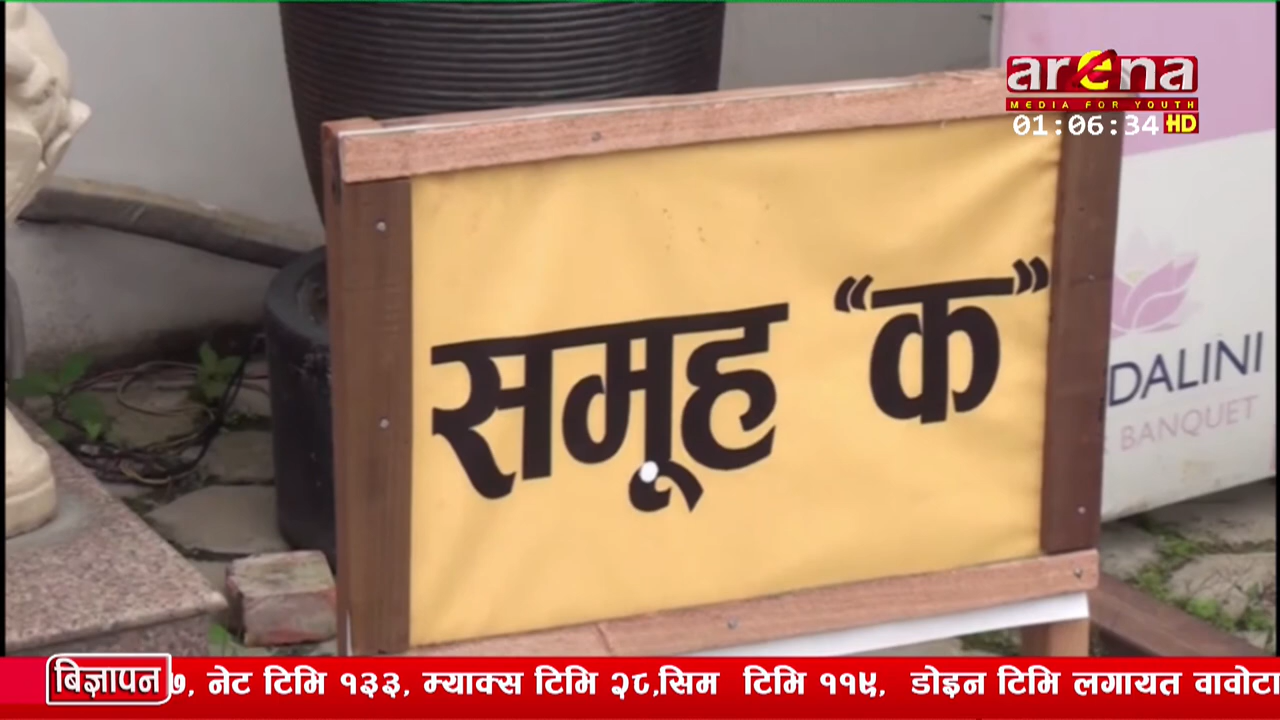 arena
MEDIA FOR YOUTH
01:06:34 HD
समूह “क”
DALINI
BANQUET
बिज्ञापन ७, नेट टिमि १३३, म्याक्स टिमि २८,सिम टिमि ११५, डोइन टिमि लगायत वावोटा